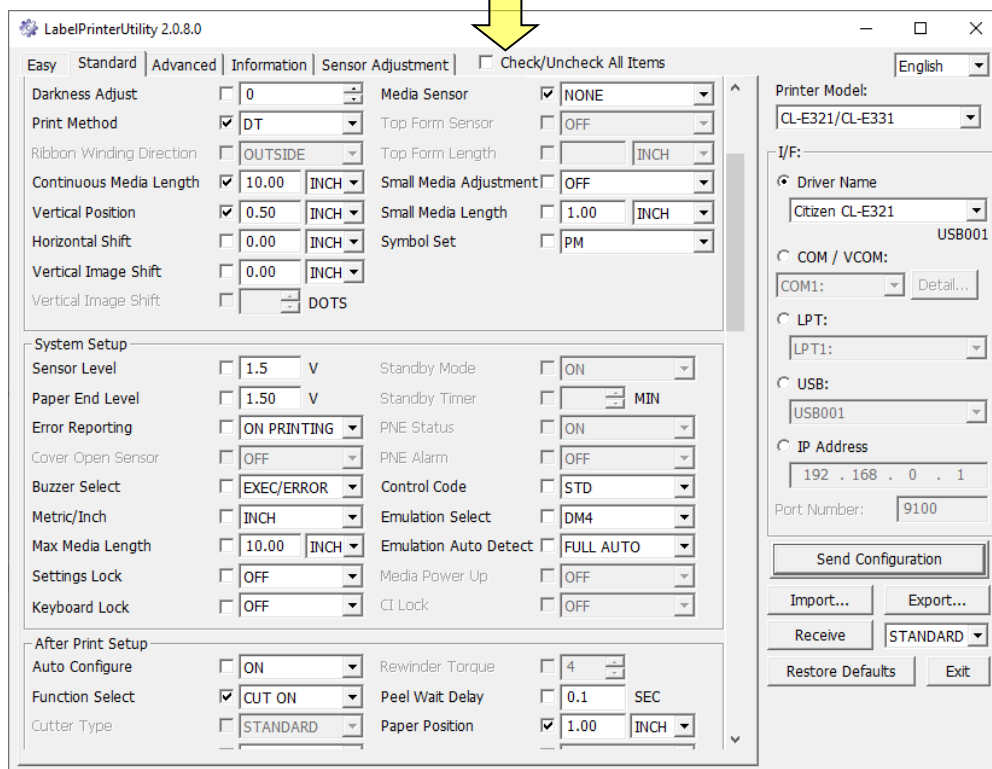 LabelPrinterUtility 2.0.8.0
Easy Standard Advanced Information Sensor Adjustment Check/Uncheck All Items English
Darkness Adjust 0 Media Sensor NONE
Print Method DT Top Form Sensor OFF
Ribbon Winding Direction OUTSIDE Top Form Length INCH
Continuous Media Length 10.00 INCH Small Media Adjustment OFF
Vertical Position 0.50 INCH Small Media Length 1.00 INCH
Horizontal Shift 0.00 INCH Symbol Set PM
Vertical Image Shift 0.00 INCH
Vertical Image Shift DOTS
System Setup
Sensor Level 1.5 V Standby Mode ON
Paper End Level 1.50 V Standby Timer MIN
Error Reporting ON PRINTING PNE Status ON
Cover Open Sensor OFF PNE Alarm OFF
Buzzer Select EXEC/ERROR Control Code STD
Metric/Inch INCH Emulation Select DM4
Max Media Length 10.00 INCH Emulation Auto Detect FULL AUTO
Settings Lock OFF Media Power Up OFF
Keyboard Lock OFF CI Lock OFF
After Print Setup
Auto Configure ON Rewinder Torque 4
Function Select CUT ON Peel Wait Delay 0.1 SEC
Cutter Type STANDARD Paper Position 1.00 INCH
Printer Model:
CL-E321/CL-E331
I/F:
Driver Name
Citizen CL-E321
USB001
COM / VCOM:
COM1: Detail...
LPT:
LPT1:
USB:
USB001
IP Address
192 . 168 . 0 . 1
Port Number: 9100
Send Configuration
Import... Export...
Receive STANDARD
Restore Defaults Exit